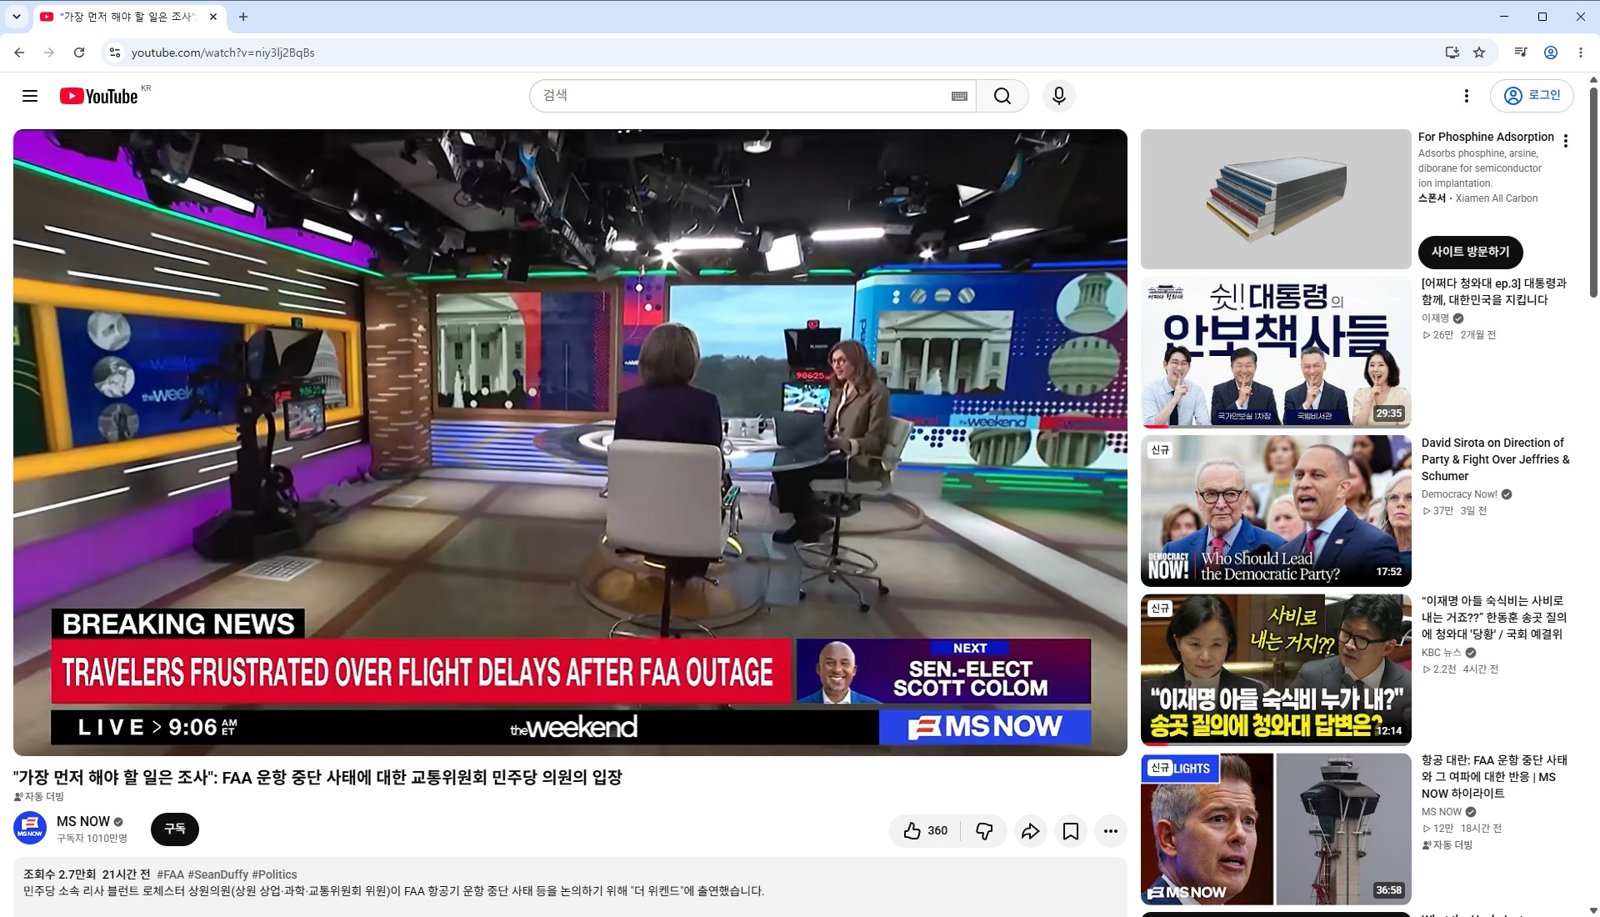 "가장 먼저 해야 할 일은 조사":
youtube.com/watch?v=niy3lj2BqBs
YouTube KR
검색
로그인
BREAKING NEWS
TRAVELERS FRUSTRATED OVER FLIGHT DELAYS AFTER FAA OUTAGE
NEXT
SEN.-ELECT
SCOTT COLOM
LIVE > 9:06 AM ET
the weekend
MS NOW
"가장 먼저 해야 할 일은 조사": FAA 운항 중단 사태에 대한 교통위원회 민주당 의원의 입장
자동 더빙
MS NOW
구독자 1010만명
구독
360
조회수 2.7만회 21시간 전 #FAA #SeanDuffy #Politics
민주당 소속 리사 블런트 로체스터 상원의원(상원 상업·과학·교통위원회 위원)이 FAA 항공기 운항 중단 사태 등을 논의하기 위해 "더 위켄드"에 출연했습니다.
For Phosphine Adsorption
Adsorbs phosphine, arsine,
diborane for semiconductor
ion implantation.
스폰서 · Xiamen All Carbon
사이트 방문하기
쉿!대통령의
안보책사들
국가안보실 1차장
국방비서관
29:35
[어쩌다 청와대 ep.3] 대통령과
함께, 대한민국을 지킵니다
이재명
26만 2개월 전
신규
DEMOCRACY NOW!
Who Should Lead
the Democratic Party?
17:52
David Sirota on Direction of
Party & Fight Over Jeffries &
Schumer
Democracy Now!
37만 3일 전
신규
사비로
내는 거지??
"이재명 아들 숙식비 누가 내?"
송곳 질의에 청와대 답변은?
12:14
"이재명 아들 숙식비는 사비로
내는 거죠??" 한동훈 송곳 질의
에 청와대 '당황' / 국회 예결위
KBC 뉴스
2.2천 4시간 전
신규
LIGHTS
MS NOW
36:58
항공 대란: FAA 운항 중단 사태
와 그 여파에 대한 반응 | MS
NOW 하이라이트
MS NOW
12만 18시간 전
자동 더빙